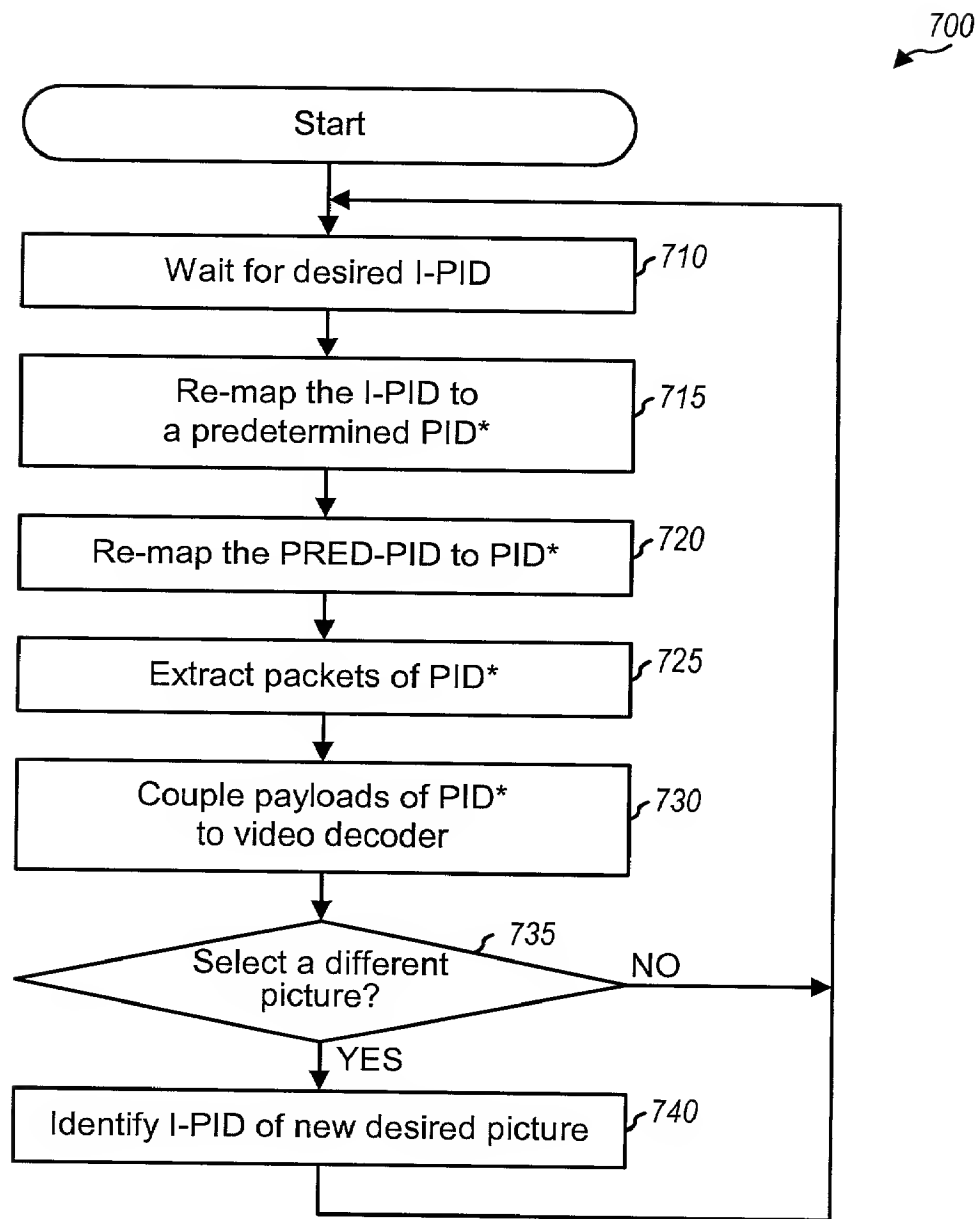 700
Start
Wait for desired I-PID
710
Re-map the I-PID to
a predetermined PID*
715
Re-map the PRED-PID to PID*
720
Extract packets of PID*
725
Couple payloads of PID*
to video decoder
730
735
Select a different
picture?
NO
YES
Identify I-PID of new desired picture
740